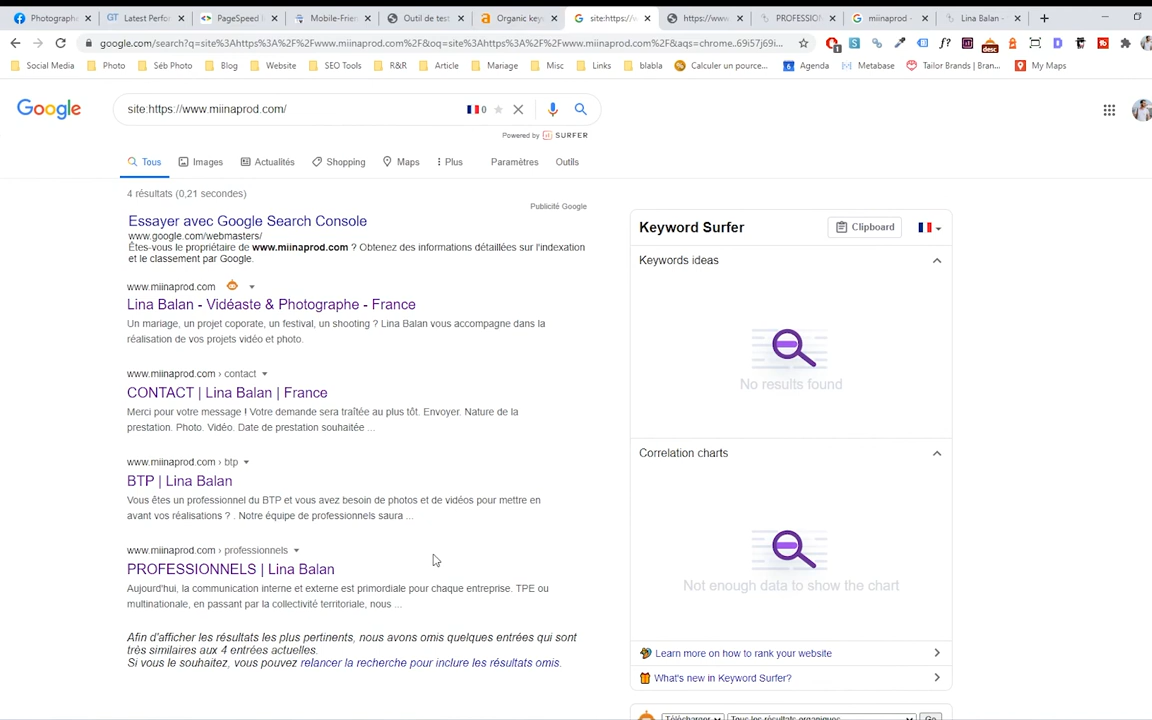 Photograph
Latest Perfo
PageSpeed I
Mobile-Frien
Outil de test
Organic key
site:https://w
https://www
PROFESSION
miinaprod -
Lina Balan -
google.com/search?q=site%3Ahttps%3A%2F%2Fwww.miinaprod.com%2F&oq=site%3Ahttps%3A%2F%2Fwww.miinaprod.com%2F&aqs=chrome..69i57j69i...
Social Media
Photo
Séb Photo
Blog
Website
SEO Tools
R&R
Article
Mariage
Misc
Links
blabla
Calculer un pource...
Agenda
Metabase
Tailor Brands | Bran...
My Maps
Google
site:https://www.miinaprod.com/
0
Powered by SURFER
Tous
Images
Actualités
Shopping
Maps
Plus
Paramètres
Outils
4 résultats (0,21 secondes)
Publicité Google
Essayer avec Google Search Console
www.google.com/webmasters/
Êtes-vous le propriétaire de www.miinaprod.com ? Obtenez des informations détaillées sur l'indexation
et le classement par Google.
www.miinaprod.com
Lina Balan - Vidéaste & Photographe - France
Un mariage, un projet coporate, un festival, un shooting ? Lina Balan vous accompagne dans la
réalisation de vos projets vidéo et photo.
www.miinaprod.com › contact
CONTACT | Lina Balan | France
Merci pour votre message ! Votre demande sera traîtée au plus tôt. Envoyer. Nature de la
prestation. Photo. Vidéo. Date de prestation souhaitée ...
www.miinaprod.com › btp
BTP | Lina Balan
Vous êtes un professionnel du BTP et vous avez besoin de photos et de vidéos pour mettre en
avant vos réalisations ? . Notre équipe de professionnels saura ...
www.miinaprod.com › professionnels
PROFESSIONNELS | Lina Balan
Aujourd'hui, la communication interne et externe est primordiale pour chaque entreprise. TPE ou
multinationale, en passant par la collectivité territoriale, nous ...
Afin d'afficher les résultats les plus pertinents, nous avons omis quelques entrées qui sont
très similaires aux 4 entrées actuelles.
Si vous le souhaitez, vous pouvez relancer la recherche pour inclure les résultats omis.
Keyword Surfer
Clipboard
Keywords ideas
No results found
Correlation charts
Not enough data to show the chart
Learn more on how to rank your website
What's new in Keyword Surfer?
Télécharger
Tous les résultats organiques
Go